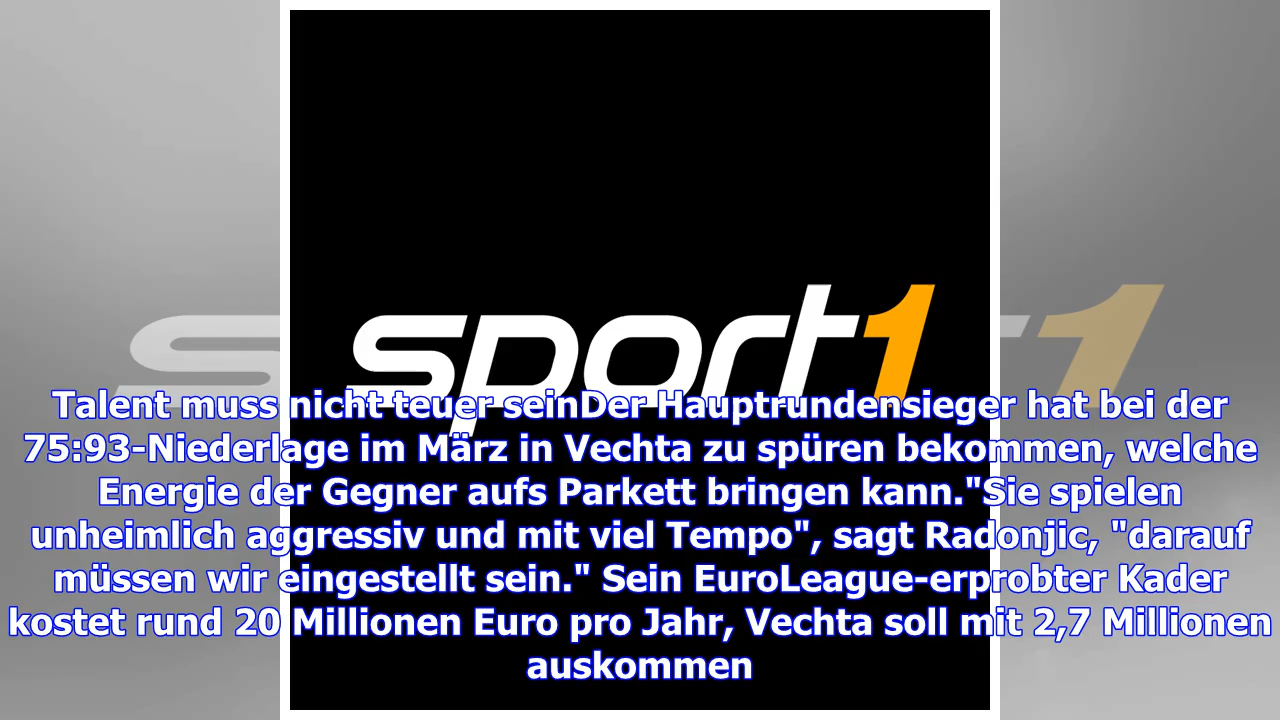 sport1
Talent muss nicht teuer seinDer Hauptrundensieger hat bei der
75:93-Niederlage im März in Vechta zu spüren bekommen, welche
Energie der Gegner aufs Parkett bringen kann."Sie spielen
unheimlich aggressiv und mit viel Tempo", sagt Radonjic, "darauf
müssen wir eingestellt sein." Sein EuroLeague-erprobter Kader
kostet rund 20 Millionen Euro pro Jahr, Vechta soll mit 2,7 Millionen
auskommen